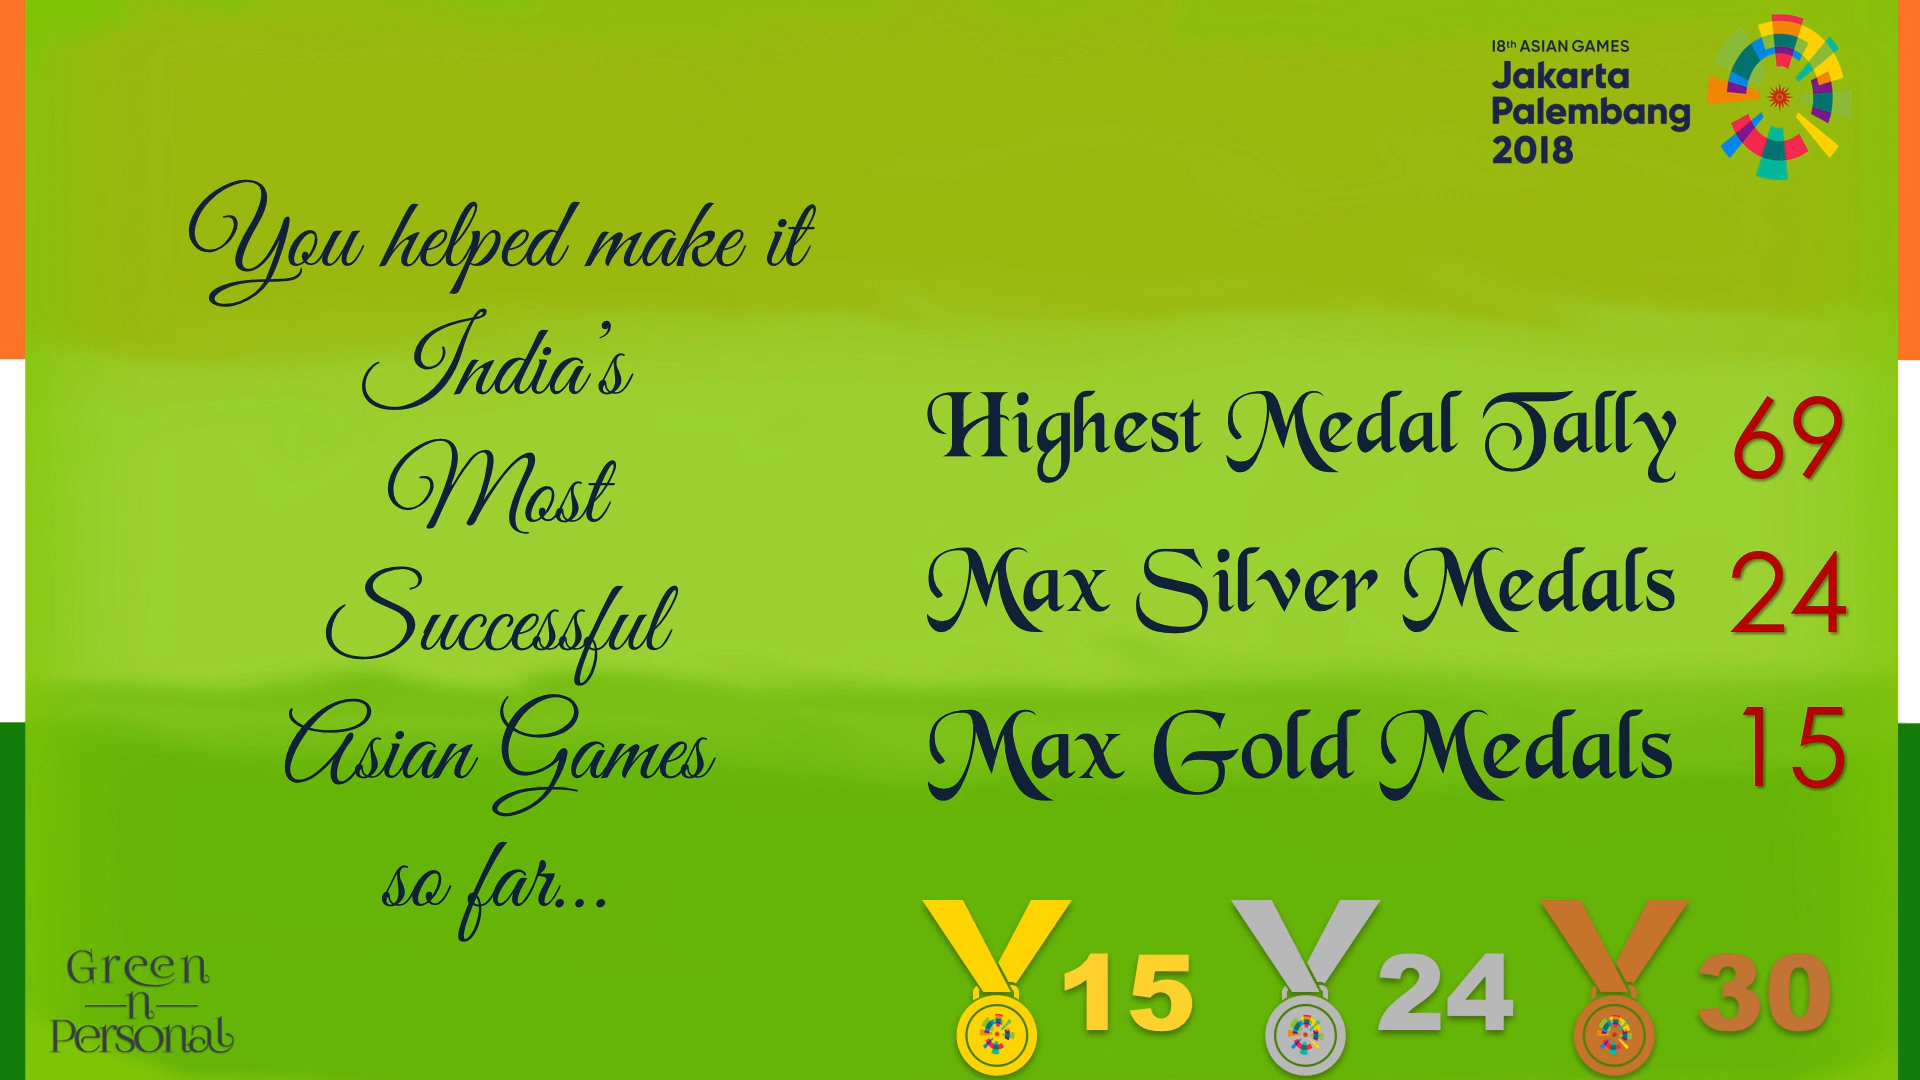 18th ASIAN GAMES
Jakarta
Palembang
2018
You helped make it
India's
Most
Successful
Asian Games
so far...
Highest Medal Tally 69
Max Silver Medals 24
Max Gold Medals 15
15 24 30
Green
n
Personal